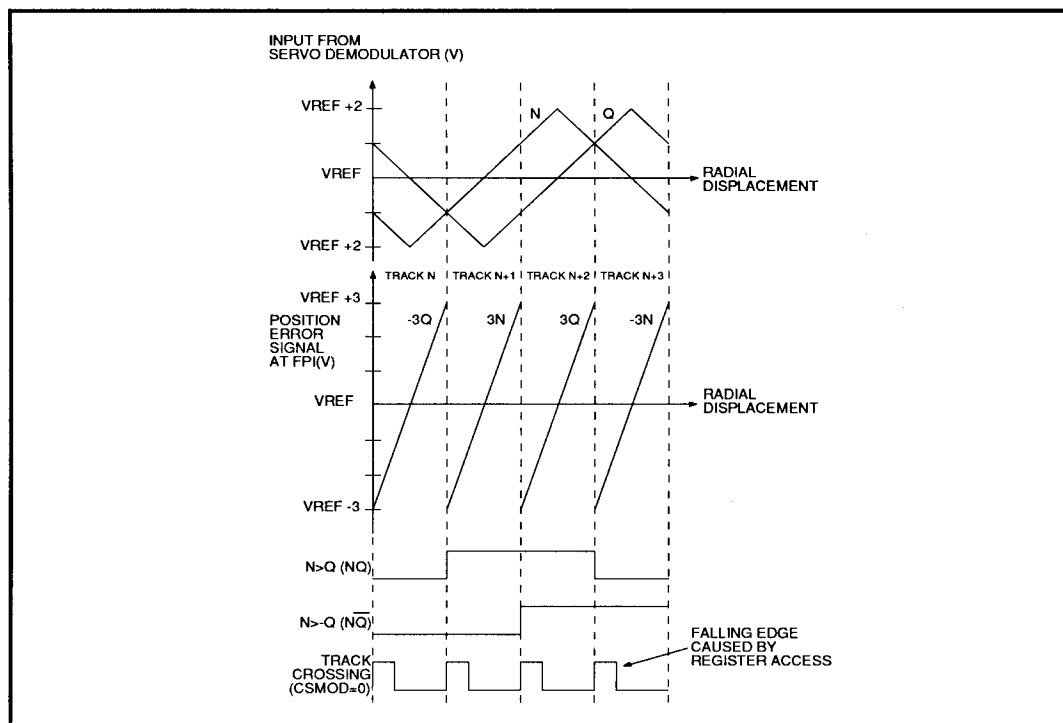 INPUT FROM
SERVO DEMODULATOR (V)
VREF +2
N
Q
VREF
RADIAL
DISPLACEMENT
VREF +2
TRACK N
TRACK N+1
TRACK N+2
TRACK N+3
VREF +3
-3Q
3N
3Q
-3N
POSITION
ERROR
SIGNAL
AT FPI(V)
VREF
RADIAL
DISPLACEMENT
VREF -3
N>Q (NQ)
N>-Q (NQ̅)
FALLING EDGE
CAUSED BY
REGISTER ACCESS
TRACK
CROSSING
(CSMOD=0)